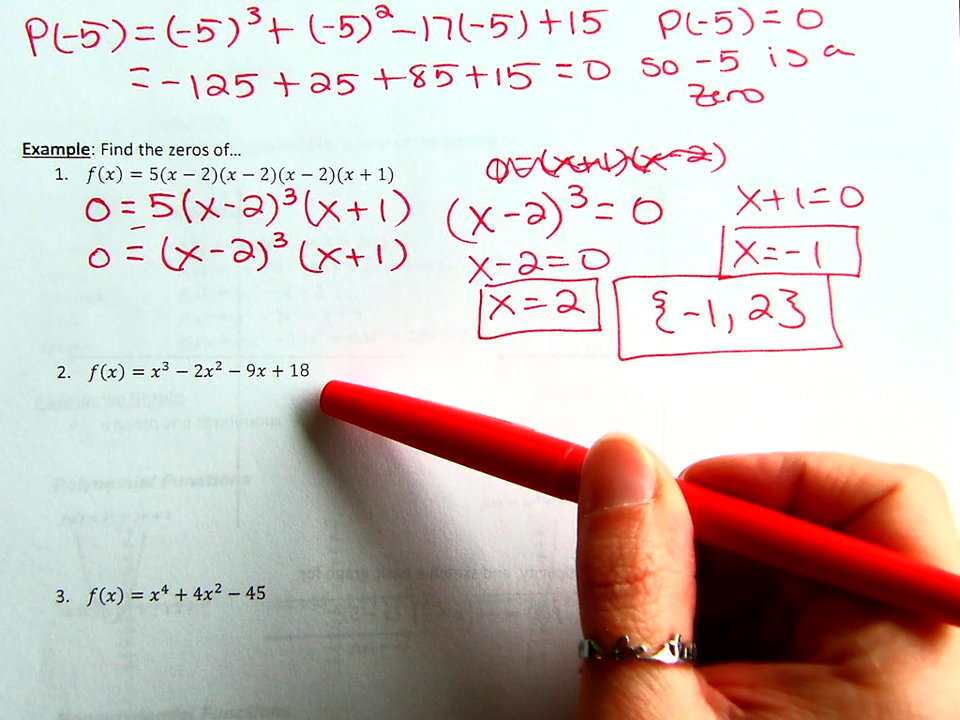 P(-5) = (-5)³ + (-5)² - 17(-5) + 15
= -125 + 25 + 85 + 15 = 0
P(-5) = 0
so -5 is a
zero
Example: Find the zeros of…
1. f(x) = 5(x − 2)(x − 2)(x − 2)(x + 1)
0 = 5(x-2)³(x+1)
0 = (x-2)³(x+1)
0=(x+1)(x-2)
(x-2)³ = 0
x-2=0
x=2
x+1=0
x=-1
{-1, 2}
2. f(x) = x³ − 2x² − 9x + 18
3. f(x) = x⁴ + 4x² − 45